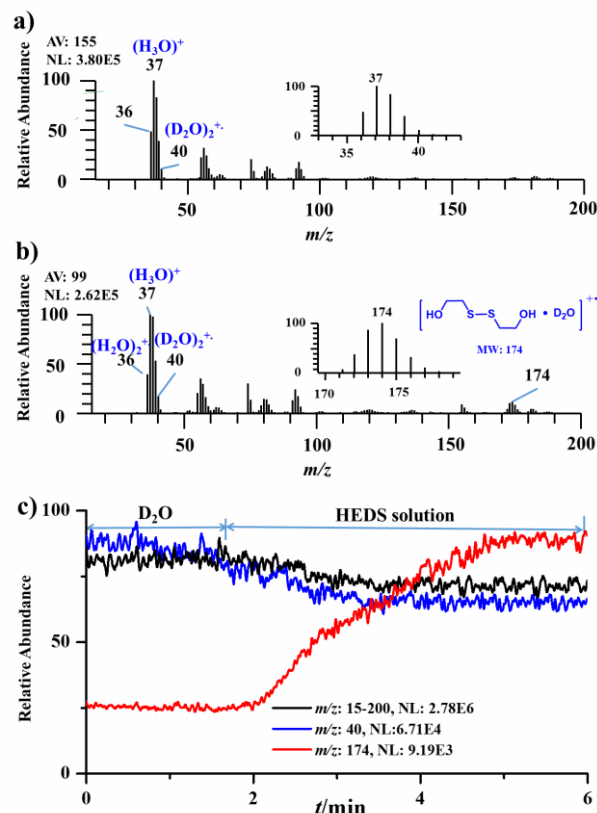 a)
AV: 155
NL: 3.80E5
(H3O)+
37
36
(D2O)2+.
40
Relative Abundance
100
50
0
50
100
150
200
m/z
37
100
50
0
35
40
b)
AV: 99
NL: 2.62E5
(H3O)+
37
(H2O)2+.
(D2O)2+.
36
40
Relative Abundance
100
50
0
50
100
150
200
m/z
174
100
50
0
170
175
HO
S–S
OH • D2O
+•
MW: 174
174
c)
D2O
HEDS solution
Relative Abundance
100
50
0
m/z: 15-200, NL: 2.78E6
m/z: 40, NL:6.71E4
m/z: 174, NL: 9.19E3
0
2
4
6
t/min